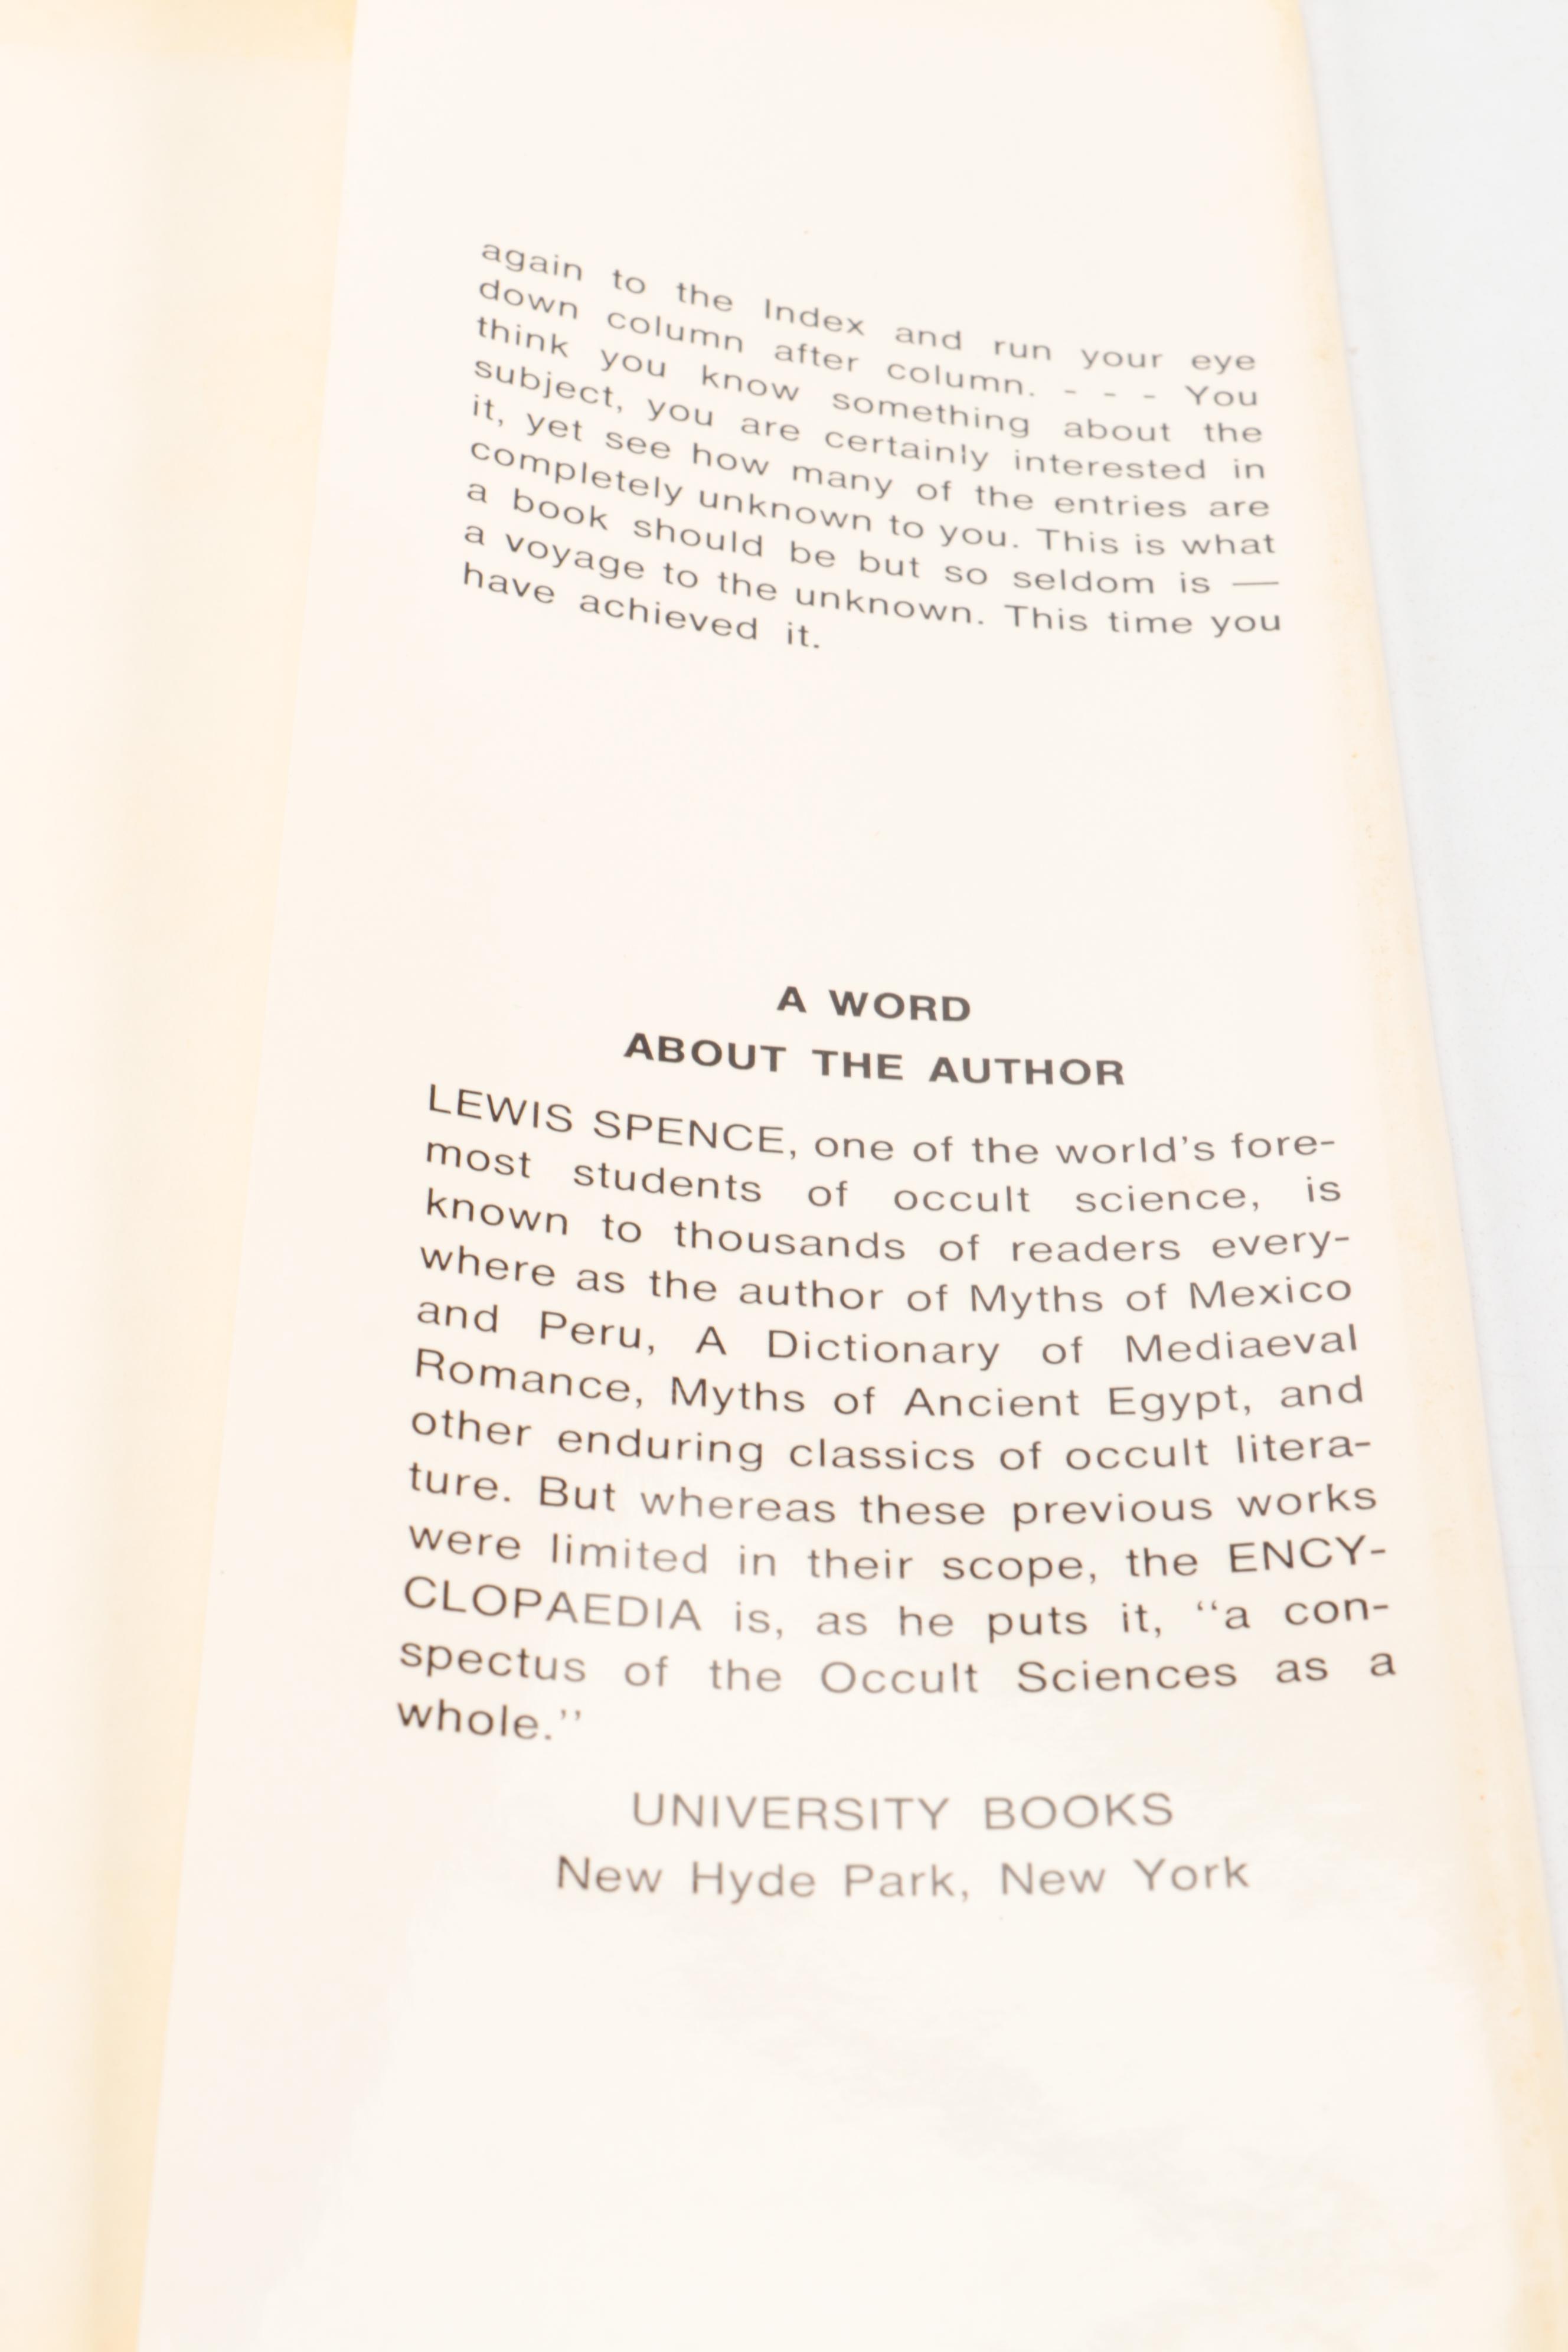 again to the Index and run your eye
down column after column. - - - You
think you know something about the
subject, you are certainly interested in
it, yet see how many of the entries are
completely unknown to you. This is what
a book should be but so seldom is —
a voyage to the unknown. This time you
have achieved it.
A WORD
ABOUT THE AUTHOR
LEWIS SPENCE, one of the world's fore-
most students of occult science, is
known to thousands of readers every-
where as the author of Myths of Mexico
and Peru, A Dictionary of Mediaeval
Romance, Myths of Ancient Egypt, and
other enduring classics of occult litera-
ture. But whereas these previous works
were limited in their scope, the ENCY-
CLOPAEDIA is, as he puts it, "a con-
spectus of the Occult Sciences as a
whole."
UNIVERSITY BOOKS
New Hyde Park, New York